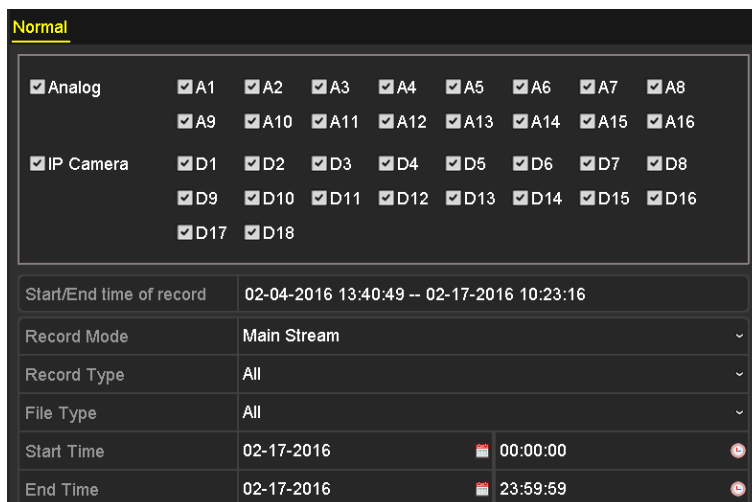 Normal
Analog A1 A2 A3 A4 A5 A6 A7 A8
A9 A10 A11 A12 A13 A14 A15 A16
IP Camera D1 D2 D3 D4 D5 D6 D7 D8
D9 D10 D11 D12 D13 D14 D15 D16
D17 D18
Start/End time of record 02-04-2016 13:40:49 -- 02-17-2016 10:23:16
Record Mode Main Stream
Record Type All
File Type All
Start Time 02-17-2016 00:00:00
End Time 02-17-2016 23:59:59